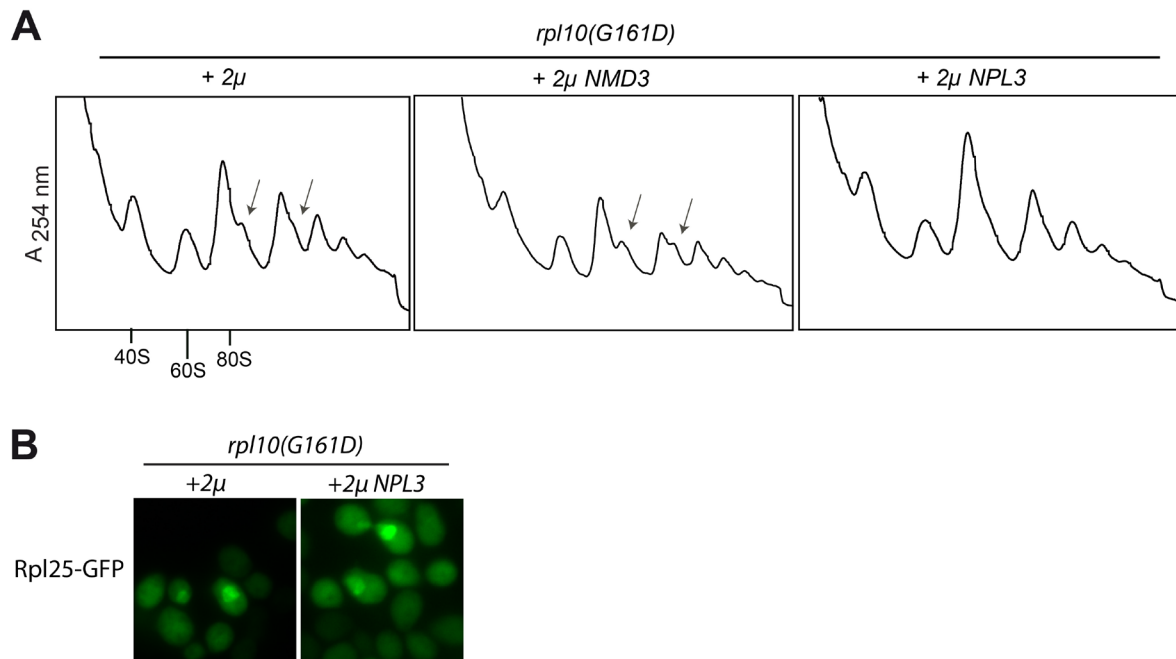 A
rpl10(G161D)
+ 2µ + 2µ NMD3 + 2µ NPL3
A 254 nm
40S 60S 80S
B
rpl10(G161D)
+2µ +2µ NPL3
Rpl25-GFP